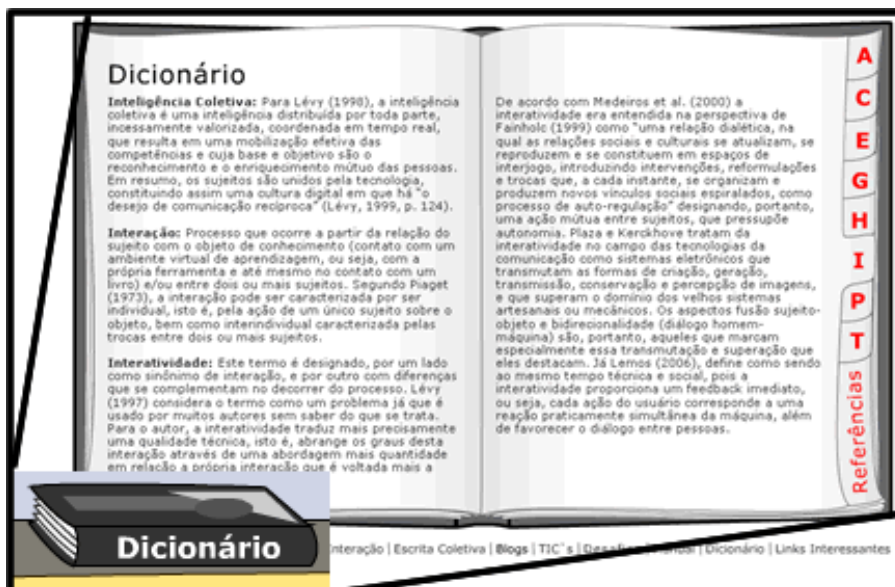 Dicionário
Inteligência Coletiva: Para Lévy (1998), a inteligência
coletiva é uma inteligência distribuída por toda parte,
incessamente valorizada, coordenada em tempo real,
que resulta em uma mobilização efetiva das
competências e cuja base e objetivo são o
reconhecimento e o enriquecimento mútuo das pessoas.
Em resumo, os sujeitos são unidos pela tecnologia,
constituindo assim uma cultura digital em que há "o
desejo de comunicação recíproca" (Lévy, 1999, p. 124).
Interação: Processo que ocorre a partir da relação do
sujeito com o objeto de conhecimento (contato com um
ambiente virtual de aprendizagem, ou seja, com a
própria ferramenta e até mesmo no contato com um
livro) e/ou entre dois ou mais sujeitos. Segundo Piaget
(1973), a interação pode ser caracterizada por ser
individual, isto é, pela ação de um único sujeito sobre o
objeto, bem como interindividual caracterizada pelas
trocas entre dois ou mais sujeitos.
Interatividade: Este termo é designado, por um lado
como sinônimo de interação, e por outro com diferenças
que se complementam no decorrer do processo. Lévy
(1997) considera o termo como um problema já que é
usado por muitos autores sem saber do que se trata.
Para o autor, a interatividade traduz mais precisamente
uma qualidade técnica, isto é, abrange os graus desta
interação através de uma abordagem mais quantidade
em relação a própria interação que é voltada mais a
De acordo com Medeiros et al. (2000) a
interatividade era entendida na perspectiva de
Fainholc (1999) como "uma relação dialética, na
qual as relações sociais e culturais se atualizam, se
reproduzem e se constituem em espaços de
interjogo, introduzindo intervenções, reformulações
e trocas que, a cada instante, se organizam e
produzem novos vínculos sociais espiralados, como
processo de auto-regulação" designando, portanto,
uma ação mútua entre sujeitos, que pressupõe
autonomia. Plaza e Kerckhove tratam da
interatividade no campo das tecnologias da
comunicação como sistemas eletrônicos que
transmutam as formas de criação, geração,
transmissão, conservação e percepção de imagens,
e que superam o domínio dos velhos sistemas
artesanais ou mecânicos. Os aspectos fusão sujeito-
objeto e bidirecionalidade (diálogo homem-
máquina) são, portanto, aqueles que marcam
especialmente essa transmutação e superação que
eles destacam. Já Lemos (2006), define como sendo
ao mesmo tempo técnica e social, pois a
interatividade proporciona um feedback imediato,
ou seja, cada ação do usuário corresponde a uma
reação praticamente simultânea da máquina, além
de favorecer o diálogo entre pessoas.
A
C
E
G
H
I
P
T
Referências
Dicionário
Interação | Escrita Coletiva | Blogs | TIC´s | Desafios | Manual | Dicionário | Links Interessantes